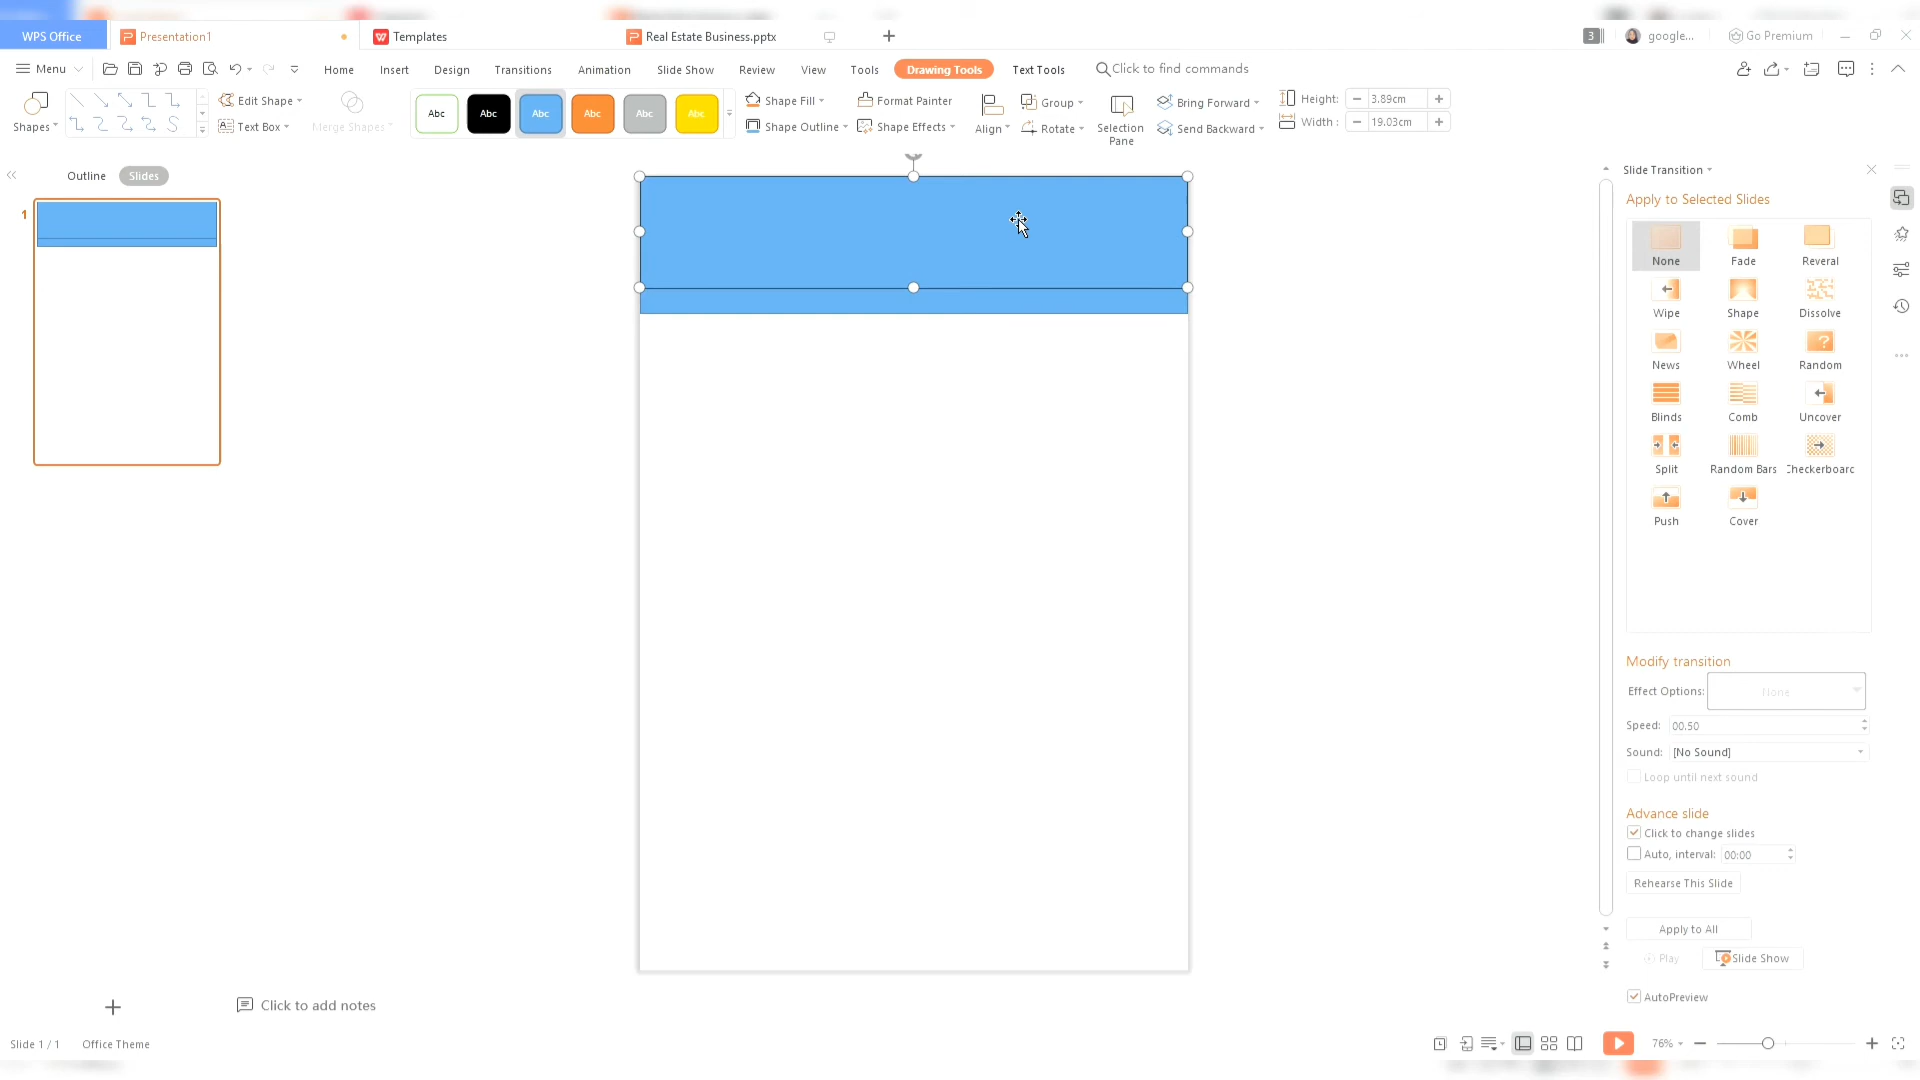 WPS Office
Presentation1
Templates
Real Estate Business.pptx
3
google...
Go Premium
Menu
Home
Insert
Design
Transitions
Animation
Slide Show
Review
View
Tools
Drawing Tools
Text Tools
Click to find commands
Shapes
Edit Shape
Text Box
Merge Shapes
Abc
Abc
Abc
Abc
Abc
Abc
Shape Fill
Shape Outline
Format Painter
Shape Effects
Align
Group
Rotate
Selection
Pane
Bring Forward
Send Backward
Height: 3.89cm
Width : 19.03cm
Outline
Slides
1
Slide Transition
Apply to Selected Slides
None
Fade
Reveral
Wipe
Shape
Dissolve
News
Wheel
Random
Blinds
Comb
Uncover
Split
Random Bars
Checkerboarc
Push
Cover
Modify transition
Effect Options: None
Speed: 00.50
Sound: [No Sound]
Loop until next sound
Advance slide
Click to change slides
Auto, interval: 00:00
Rehearse This Slide
Apply to All
Play
Slide Show
AutoPreview
Click to add notes
Slide 1 / 1
Office Theme
76%